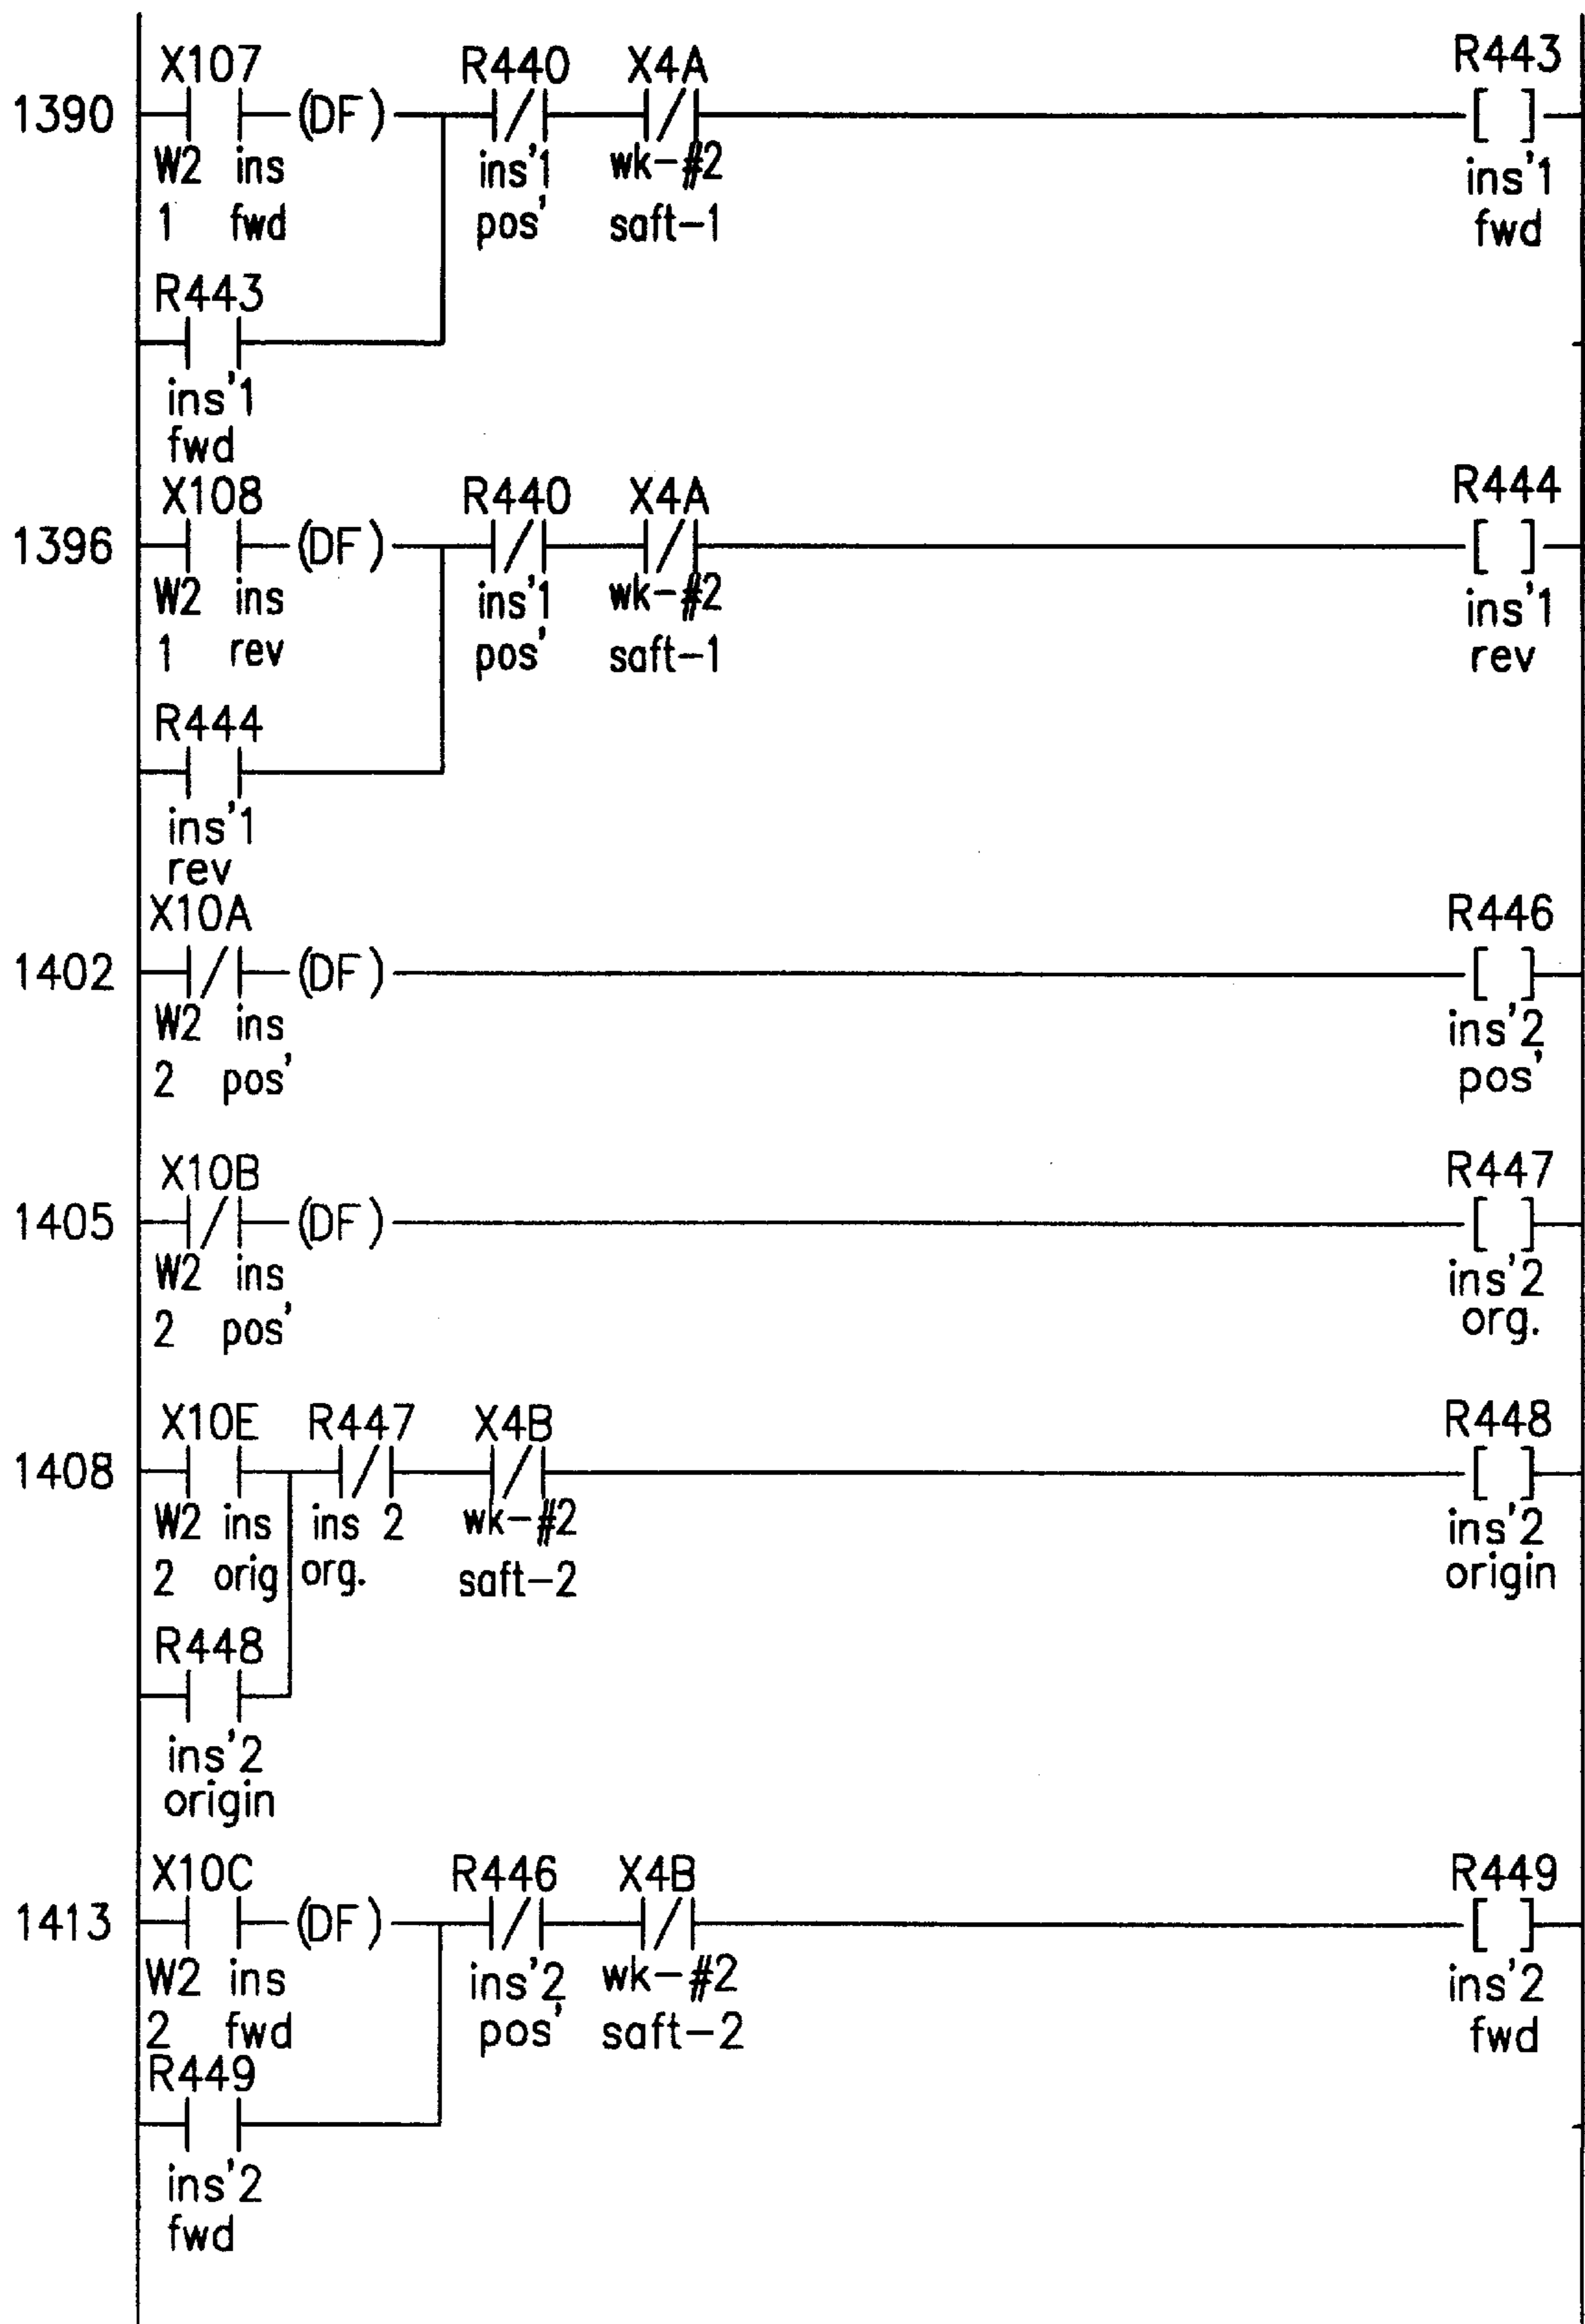 X107 R440 X4A R443
1390 (DF) [ ]
W2 ins ins'1 wk-#2 ins'1
1 fwd pos' saft-1 fwd
R443
ins'1
fwd
X108 R440 X4A R444
1396 (DF) [ ]
W2 ins ins'1 wk-#2 ins'1
1 rev pos' saft-1 rev
R444
ins'1
rev
X10A R446
1402 (DF) [ ]
W2 ins ins'2
2 pos' pos'
X10B R447
1405 (DF) [ ]
W2 ins ins'2
2 pos' org.
X10E R447 X4B R448
1408 [ ]
W2 ins ins 2 wk-#2 ins'2
2 orig org. saft-2 origin
R448
ins'2
origin
X10C R446 X4B R449
1413 (DF) [ ]
W2 ins ins'2 wk-#2 ins'2
2 fwd pos' saft-2 fwd
R449
ins'2
fwd